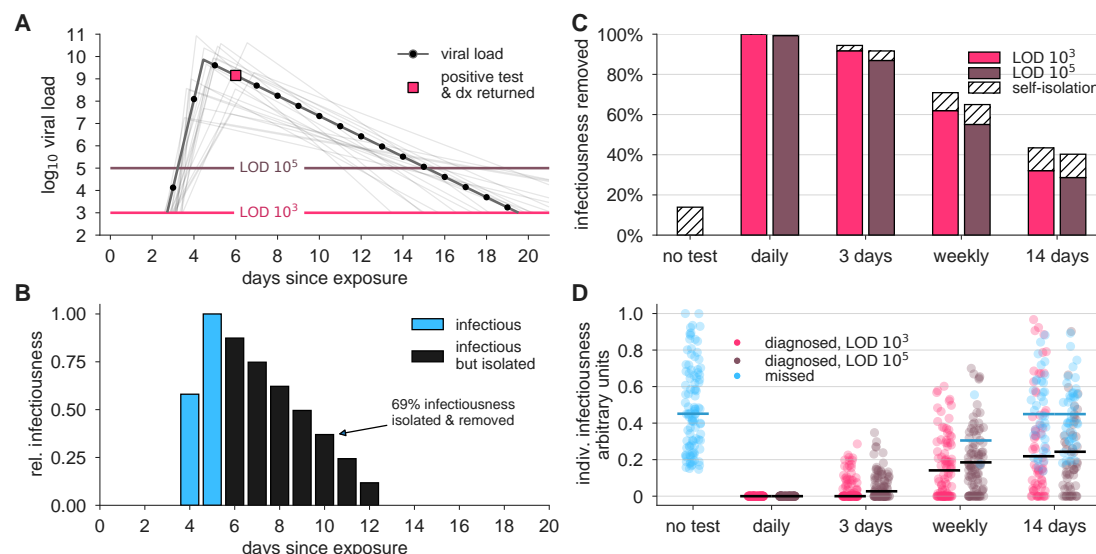 A
11
10
9
8
7
6
5
4
3
2
log10 viral load
viral load
positive test
& dx returned
LOD 10^5
LOD 10^3
0 2 4 6 8 10 12 14 16 18 20
days since exposure
B
1.00
0.75
0.50
0.25
0.00
rel. infectiousness
infectious
infectious
but isolated
69% infectiousness
isolated & removed
0 2 4 6 8 10 12 14 16 18 20
days since exposure
C
100%
80%
60%
40%
20%
0%
infectiousness removed
LOD 10^3
LOD 10^5
self-isolation
no test daily 3 days weekly 14 days
D
1.0
0.8
0.6
0.4
0.2
0
indiv. infectiousness
arbitrary units
diagnosed, LOD 10^3
diagnosed, LOD 10^5
missed
no test daily 3 days weekly 14 days